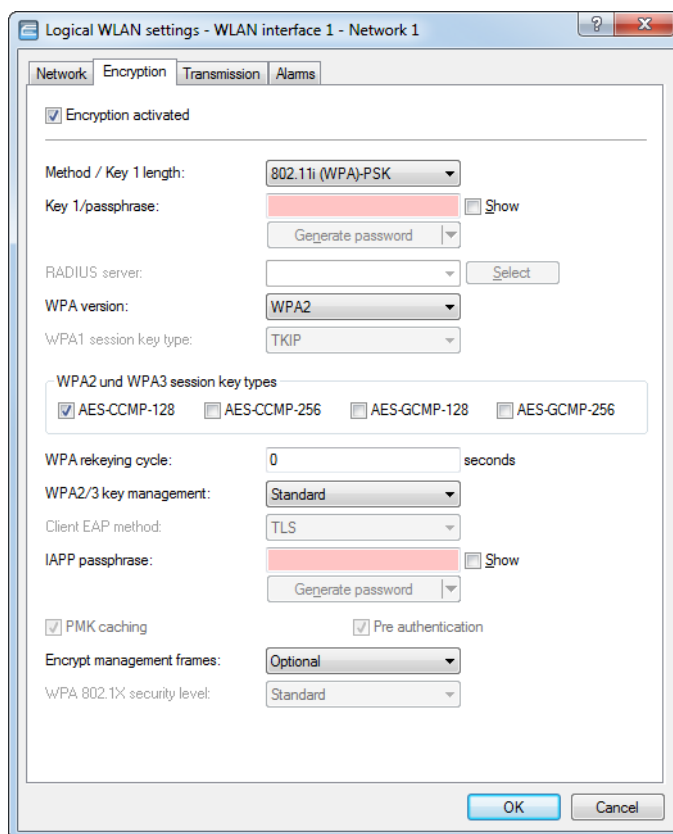 Logical WLAN settings - WLAN interface 1 - Network 1
Network Encryption Transmission Alarms
Encryption activated
Method / Key 1 length: 802.11i (WPA)-PSK
Key 1/passphrase: Show
Generate password
RADIUS server: Select
WPA version: WPA2
WPA1 session key type: TKIP
WPA2 und WPA3 session key types
AES-CCMP-128 AES-CCMP-256 AES-GCMP-128 AES-GCMP-256
WPA rekeying cycle: 0 seconds
WPA2/3 key management: Standard
Client EAP method: TLS
IAPP passphrase: Show
Generate password
PMK caching Pre authentication
Encrypt management frames: Optional
WPA 802.1X security level: Standard
OK Cancel